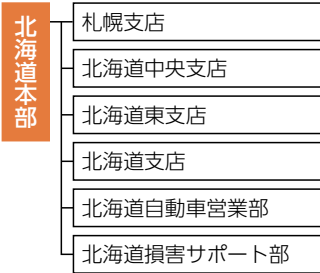 北海道本部
札幌支店
北海道中央支店
北海道東支店
北海道支店
北海道自動車営業部
北海道損害サポート部